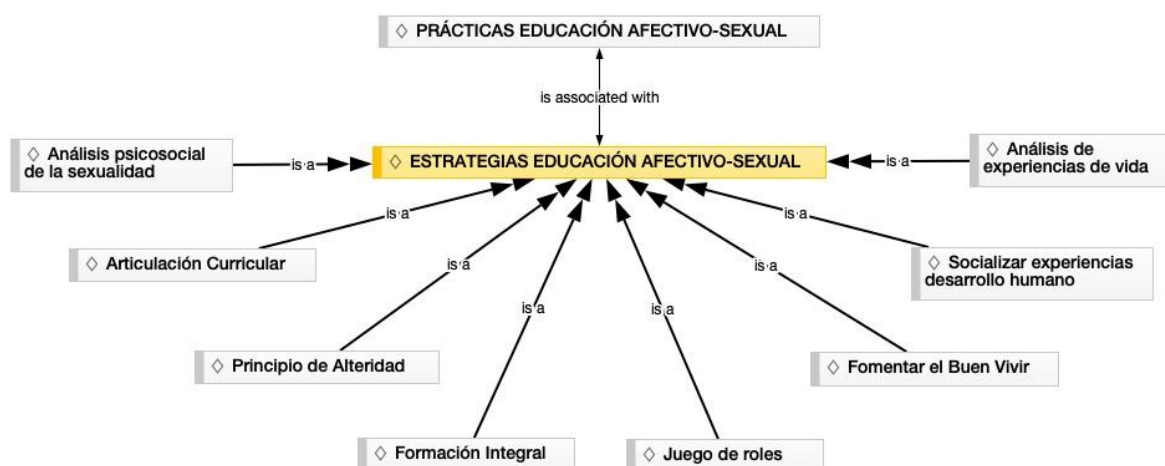 ◇ PRÁCTICAS EDUCACIÓN AFECTIVO-SEXUAL
is associated with
◇ Análisis psicosocial
de la sexualidad
is a
◇ ESTRATEGIAS EDUCACIÓN AFECTIVO-SEXUAL
is a
◇ Análisis de
experiencias de vida
is a
is a
◇ Articulación Curricular
◇ Socializar experiencias
desarrollo humano
is a
is a
is a
is a
◇ Principio de Alteridad
◇ Fomentar el Buen Vivir
◇ Formación Integral
◇ Juego de roles